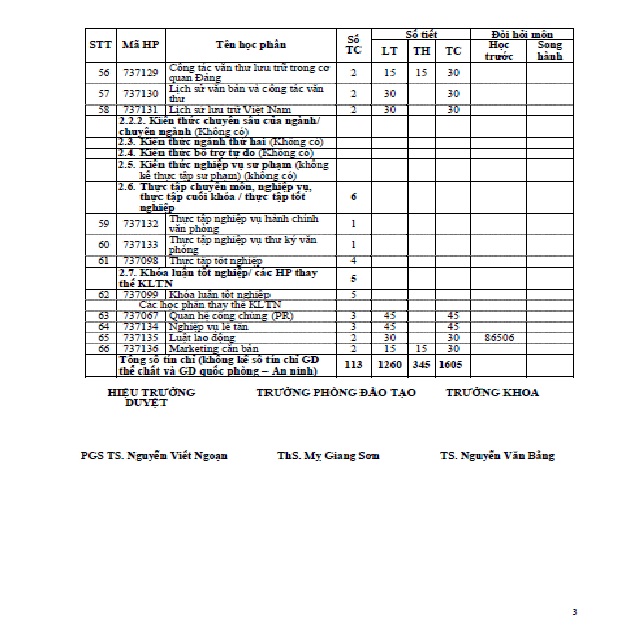 STT Mã HP Tên học phần Số TC Số tiết Đòi hỏi môn
LT TH TC Học trước Song hành
56 737129 Công tác văn thư lưu trữ trong cơ quan Đảng 2 15 15 30
57 737130 Lịch sử văn bản và công tác văn thư 2 30 30
58 737131 Lịch sử lưu trữ Việt Nam 2 30 30
2.2.2. Kiến thức chuyên sâu của ngành/
chuyên ngành (Không có)
2.3. Kiến thức ngành thứ hai (Không có)
2.4. Kiến thức bổ trợ tự do (Không có)
2.5. Kiến thức nghiệp vụ sư phạm (không
kể thực tập sư phạm) (không có)
2.6. Thực tập chuyên môn, nghiệp vụ,
thực tập cuối khóa / thực tập tốt 6
nghiệp
59 737132 Thực tập nghiệp vụ hành chính văn phòng 1
60 737133 Thực tập nghiệp vụ thư ký văn phòng 1
61 737098 Thực tập tốt nghiệp 4
2.7. Khóa luận tốt nghiệp/ các HP thay
thế KLTN 5
62 737099 Khóa luận tốt nghiệp 5
Các học phần thay thế KLTN
63 737067 Quan hệ công chúng (PR) 3 45 45
64 737134 Nghiệp vụ lễ tân 3 45 45
65 737135 Luật lao động 2 30 30 86506
66 737136 Marketing căn bản 2 15 15 30
Tổng số tín chỉ (không kể số tín chỉ GD
thể chất và GD quốc phòng – An ninh) 113 1260 345 1605
HIỆU TRƯỞNG TRƯỞNG PHÒNG ĐÀO TẠO TRƯỞNG KHOA
DUYỆT
PGS TS. Nguyễn Viết Ngoạn ThS. Mỵ Giang Sơn TS. Nguyễn Văn Bảng
3